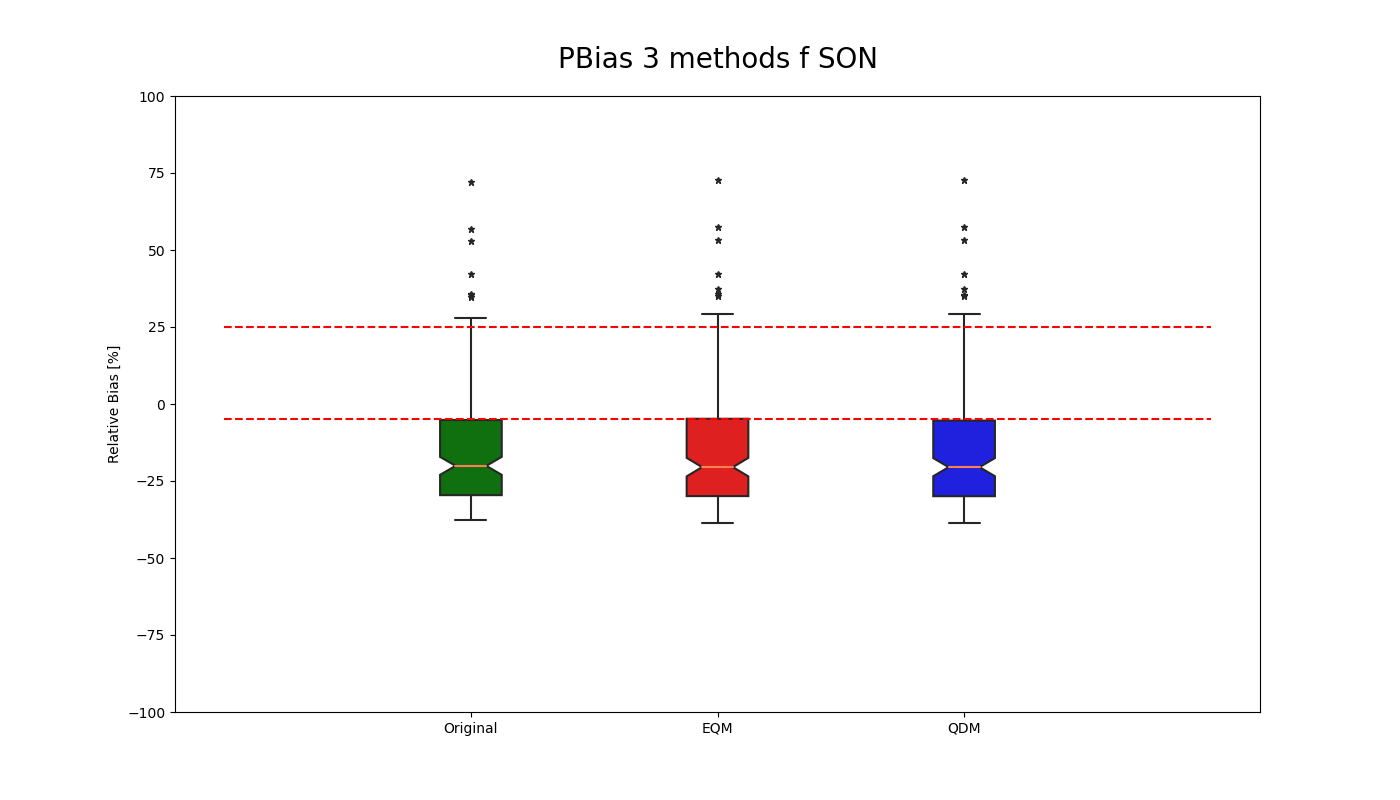 PBias 3 methods f SON
100
75
50
25
0
−25
−50
−75
−100
Relative Bias [%]
Original
EQM
QDM